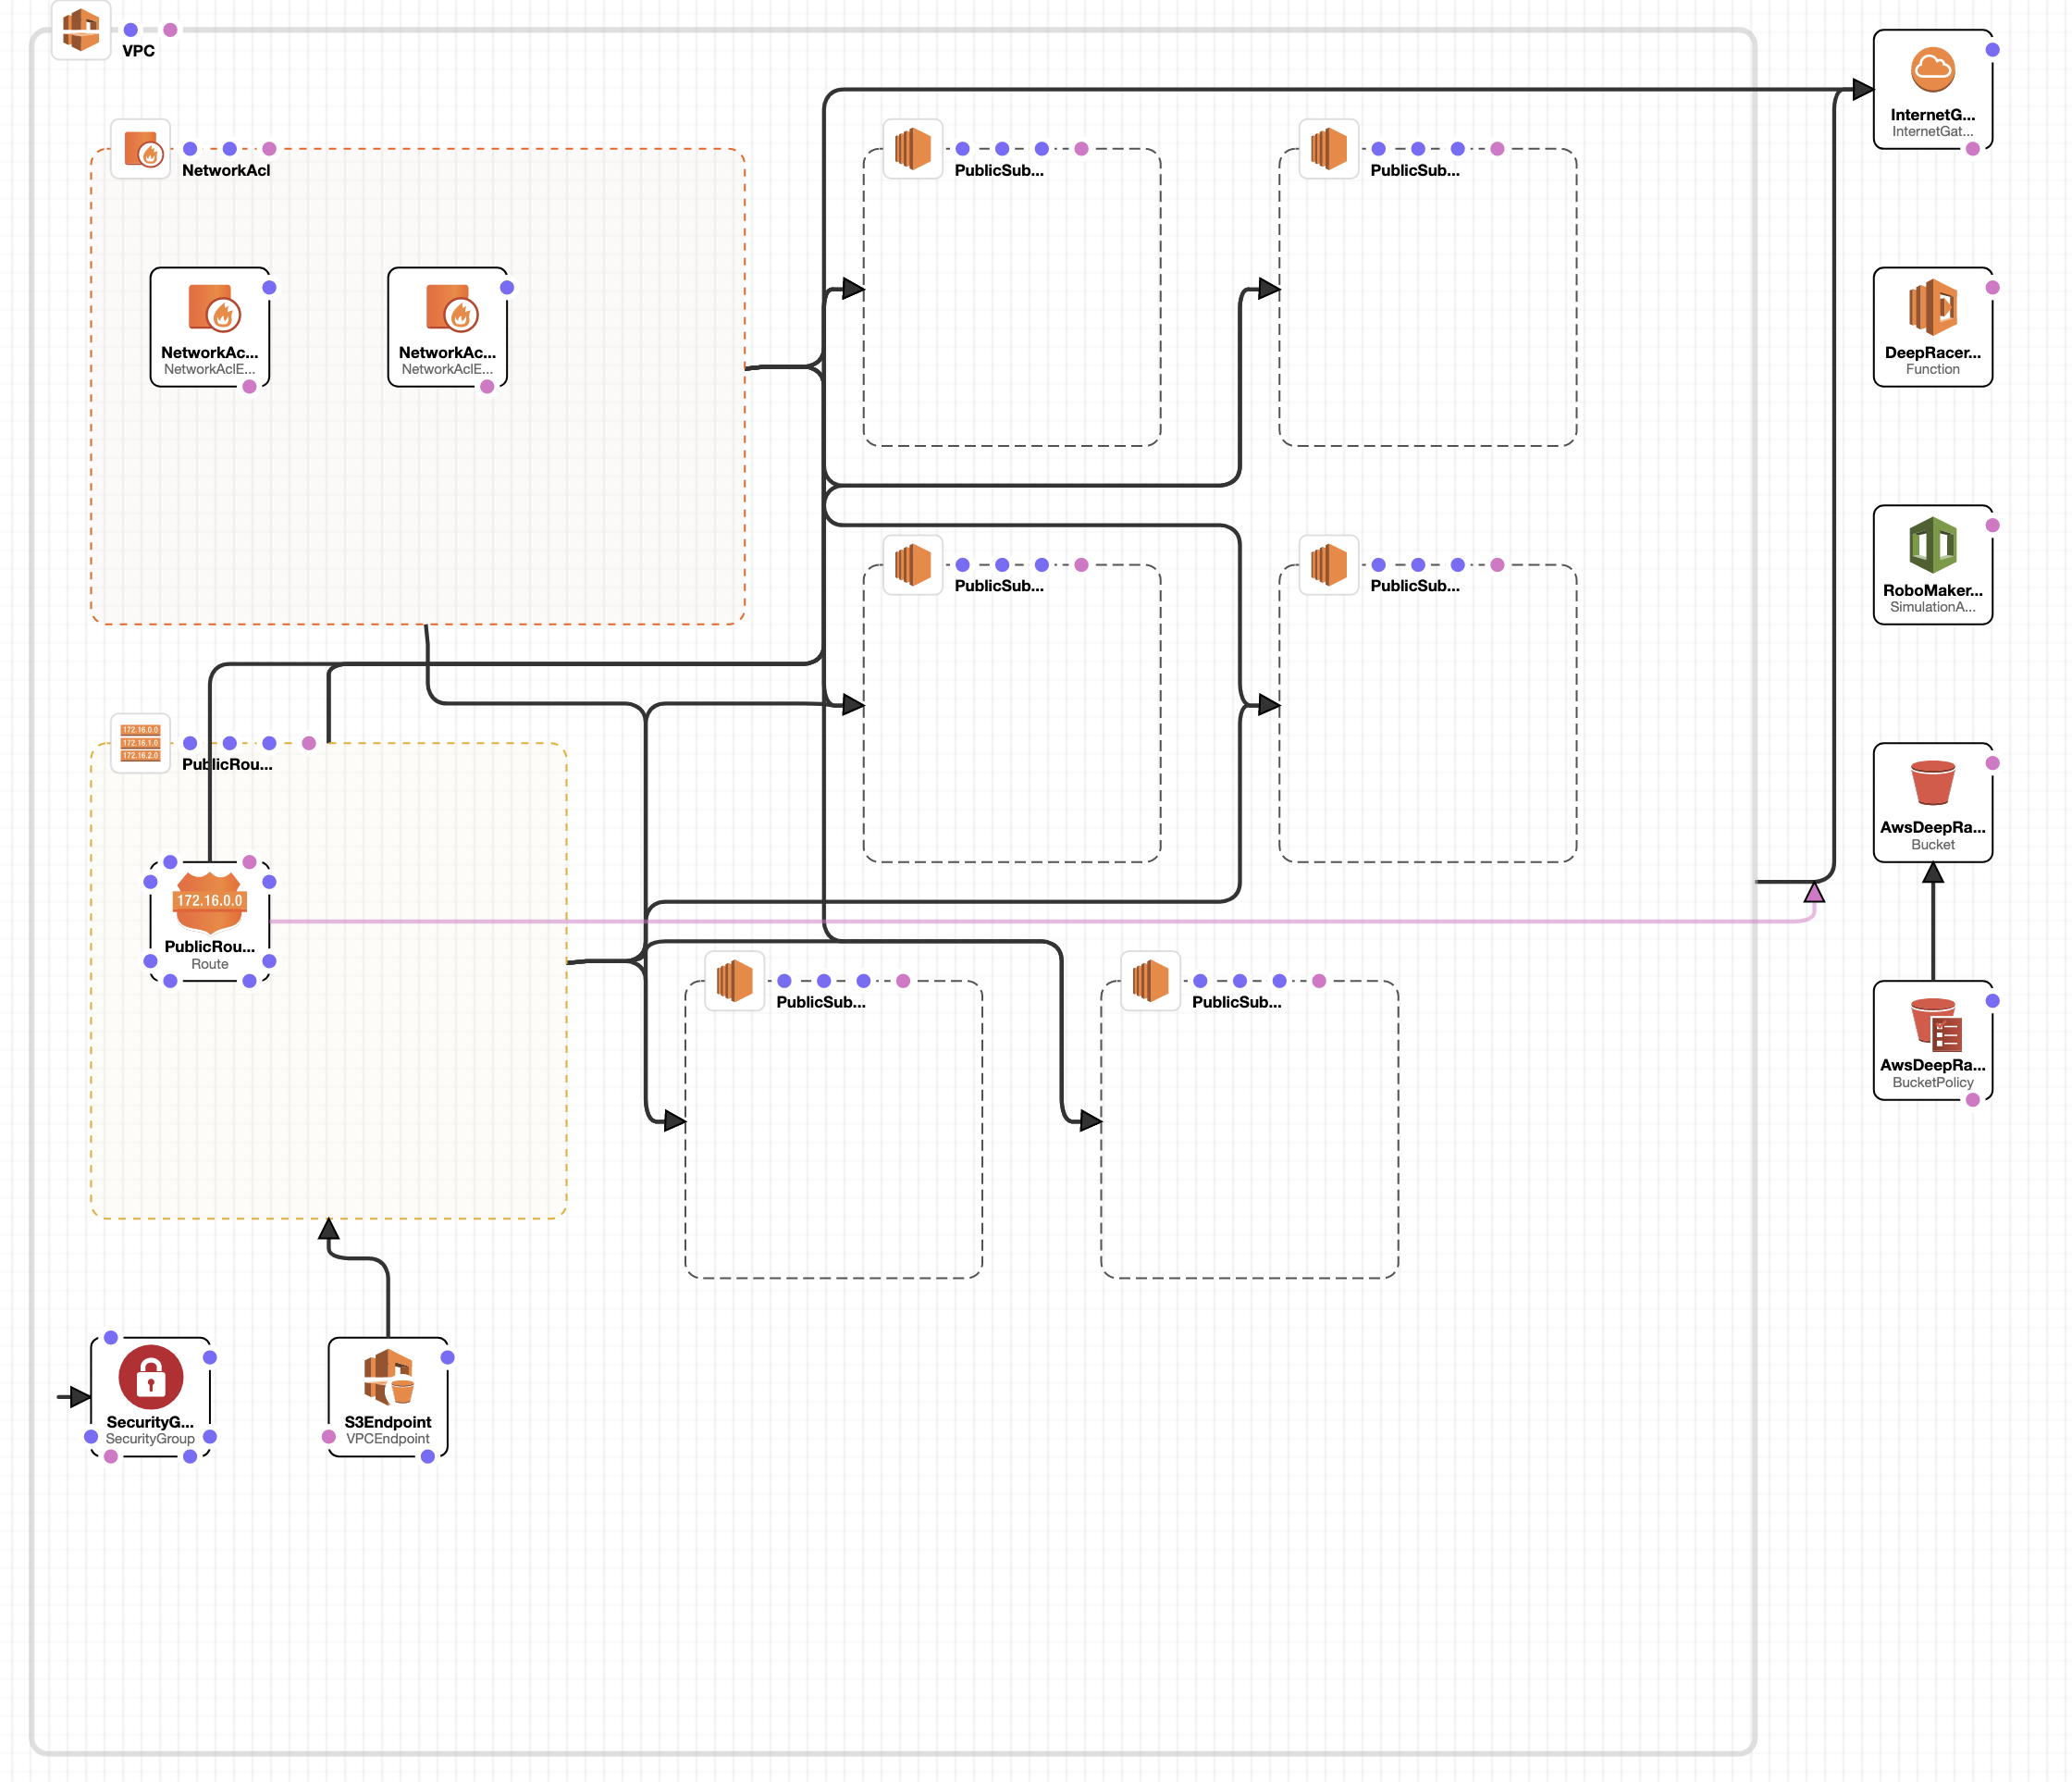 VPC
InternetG...
InternetGat...
NetworkAcl
PublicSub...
PublicSub...
NetworkAc...
NetworkAclE...
NetworkAc...
NetworkAclE...
DeepRacer...
Function
PublicSub...
PublicSub...
RoboMaker...
SimulationA...
172.16.0.0
172.16.1.0
172.16.2.0
PublicRou...
AwsDeepRa...
Bucket
172.16.0.0
PublicRou...
Route
PublicSub...
PublicSub...
AwsDeepRa...
BucketPolicy
SecurityG...
SecurityGroup
S3Endpoint
VPCEndpoint